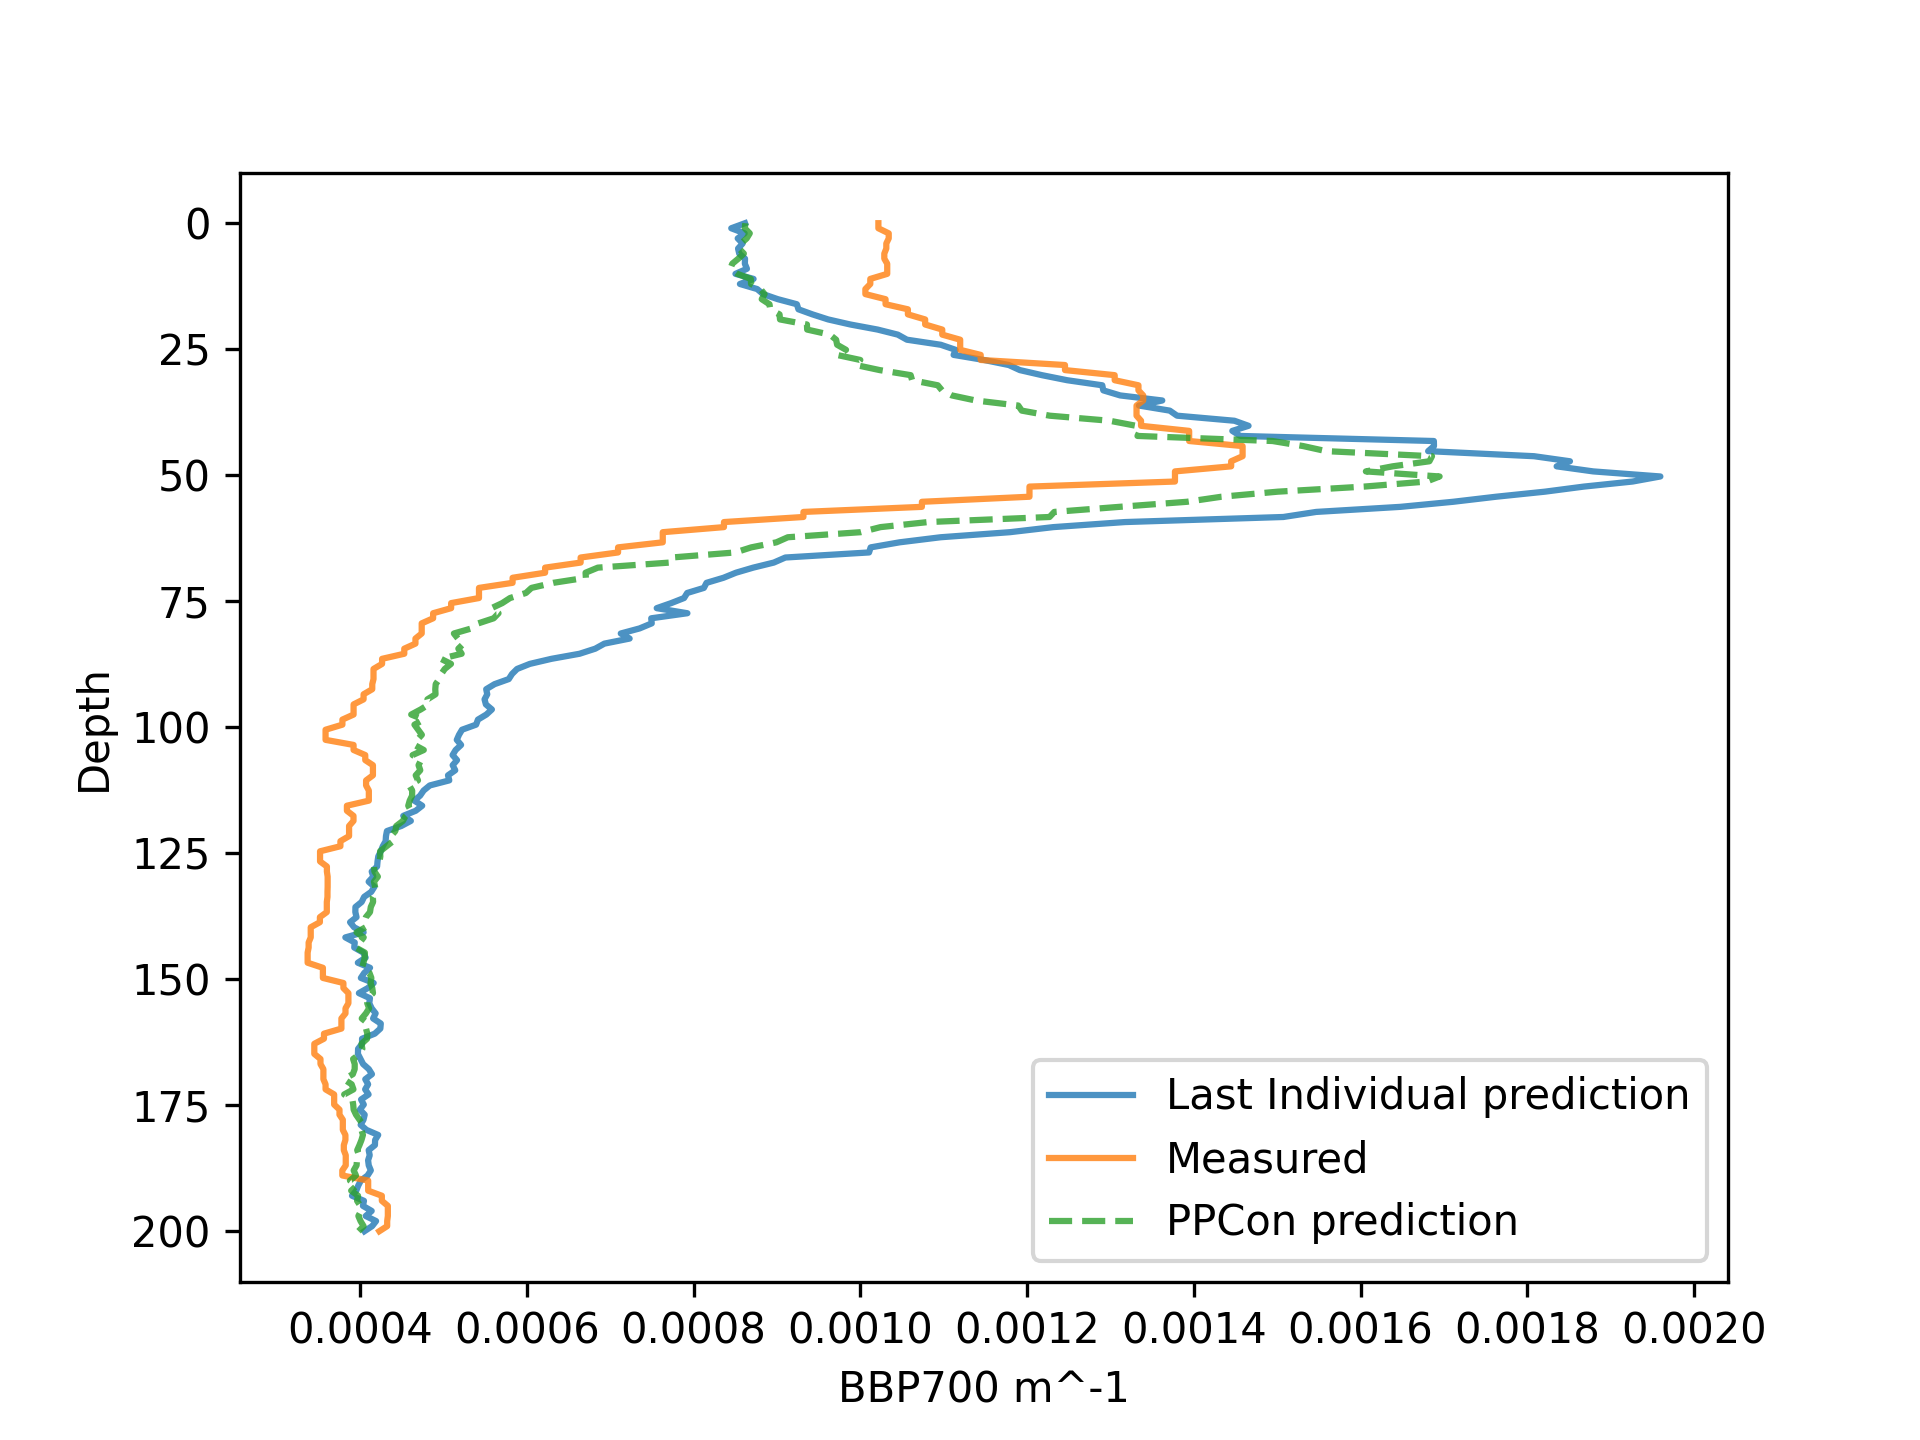 0
25
50
75
100
125
150
175
200
Depth
Last Individual prediction
Measured
PPCon prediction
0.0004 0.0006 0.0008 0.0010 0.0012 0.0014 0.0016 0.0018 0.0020
BBP700 m^-1